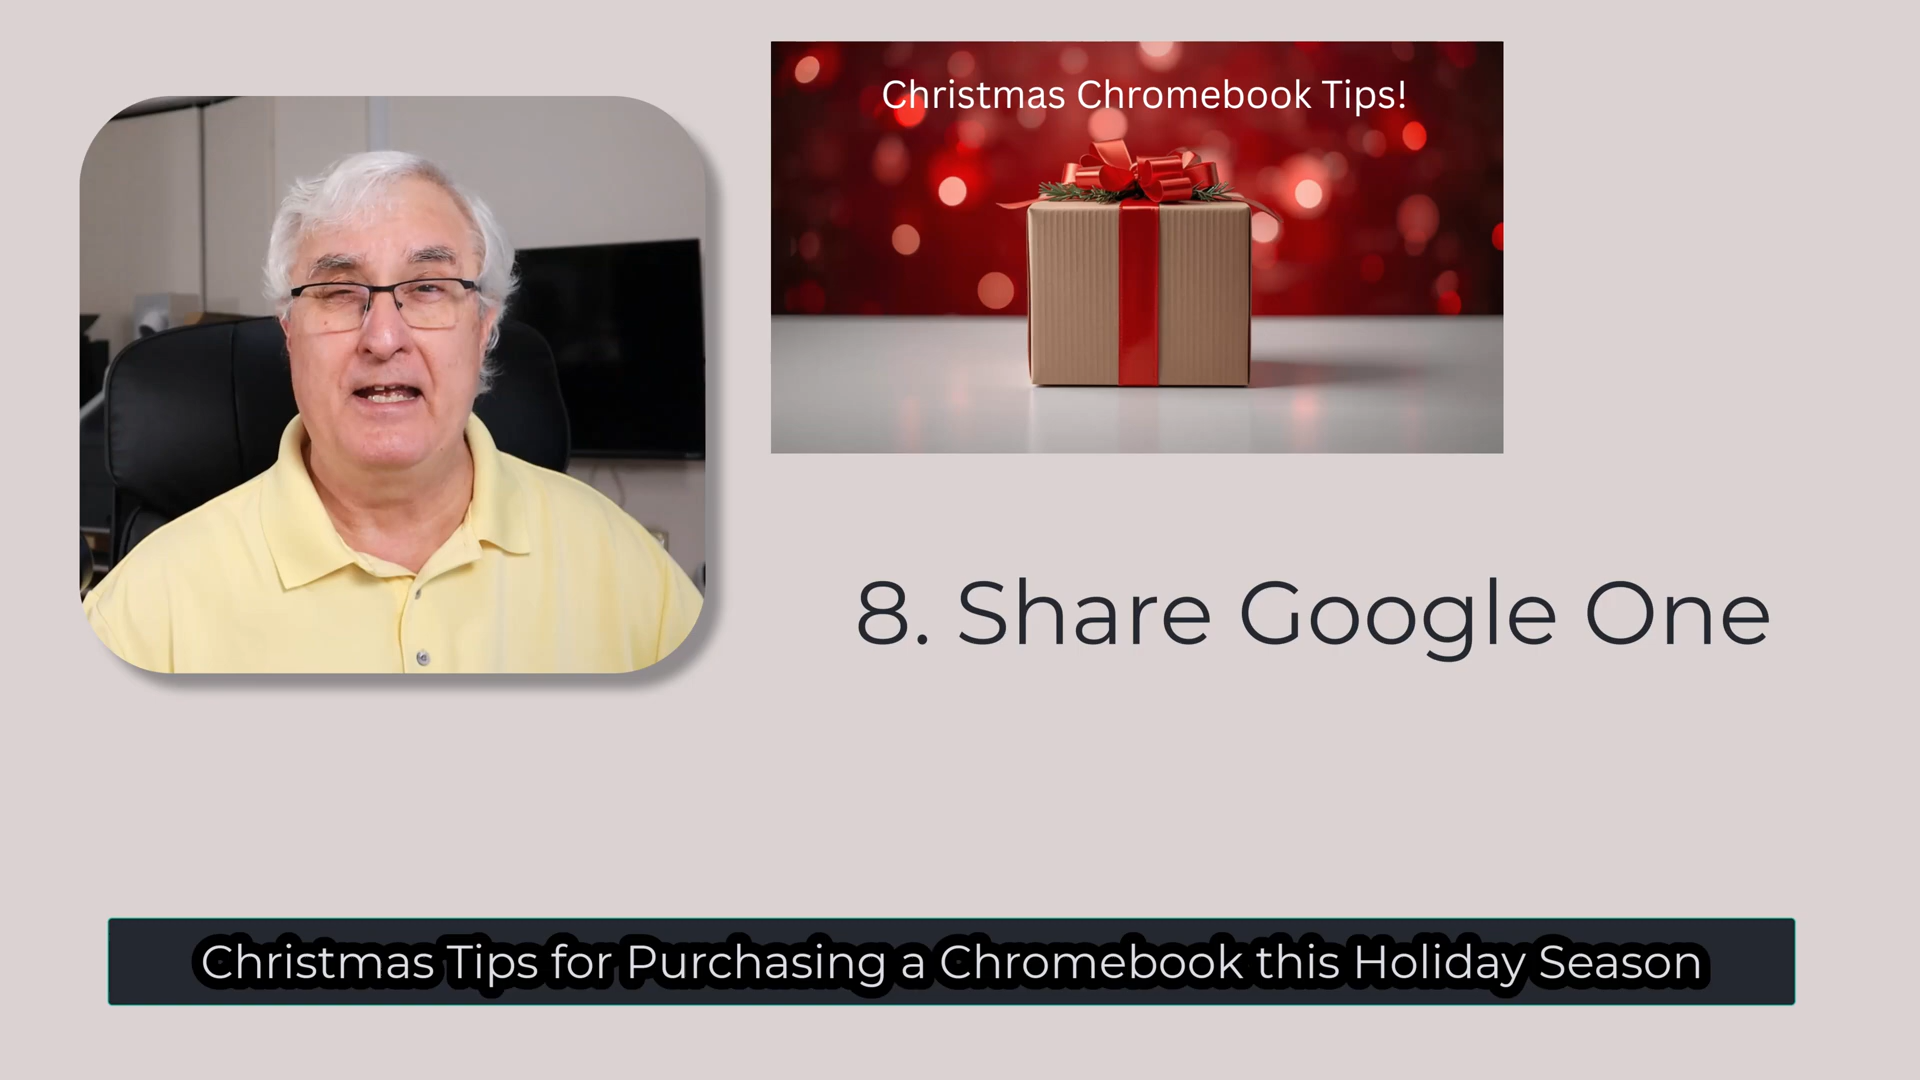 Christmas Chromebook Tips!
8. Share Google One
Christmas Tips for Purchasing a Chromebook this Holiday Season